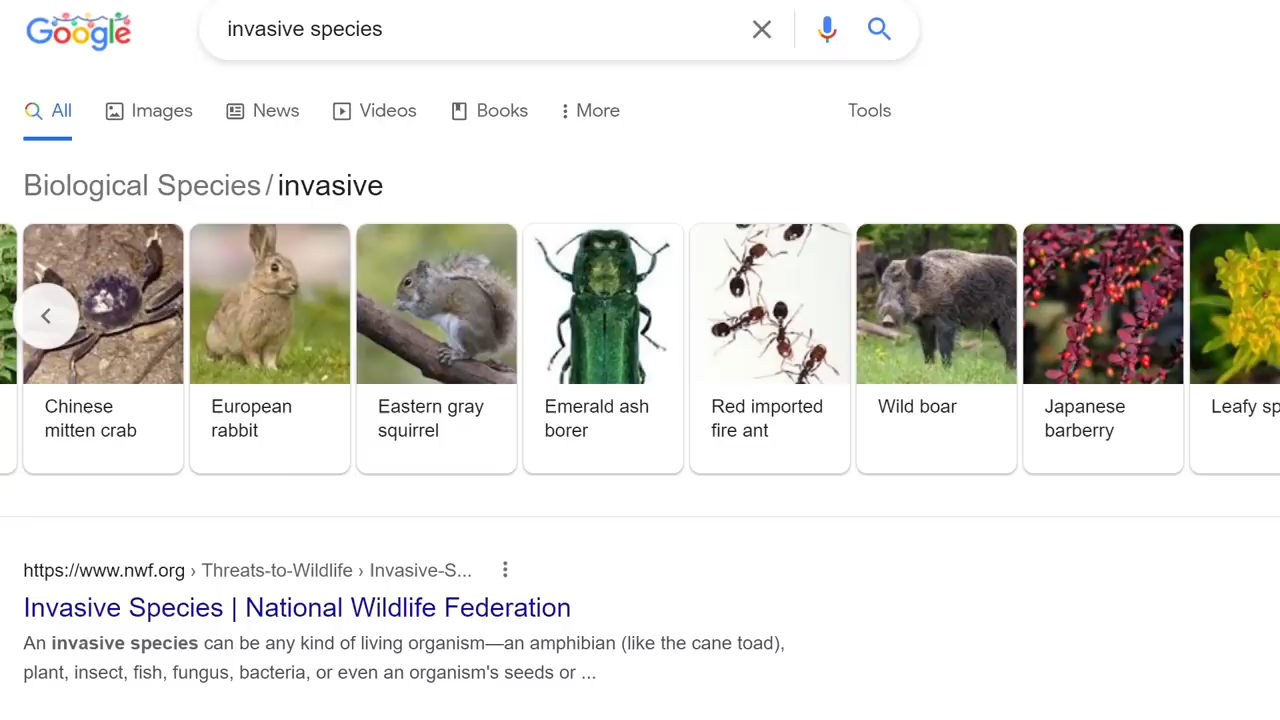 Google
invasive species
All Images News Videos Books More Tools
Biological Species/invasive
Chinese
mitten crab
European
rabbit
Eastern gray
squirrel
Emerald ash
borer
Red imported
fire ant
Wild boar
Japanese
barberry
Leafy sp
https://www.nwf.org › Threats-to-Wildlife › Invasive-S...
Invasive Species | National Wildlife Federation
An invasive species can be any kind of living organism—an amphibian (like the cane toad),
plant, insect, fish, fungus, bacteria, or even an organism's seeds or ...